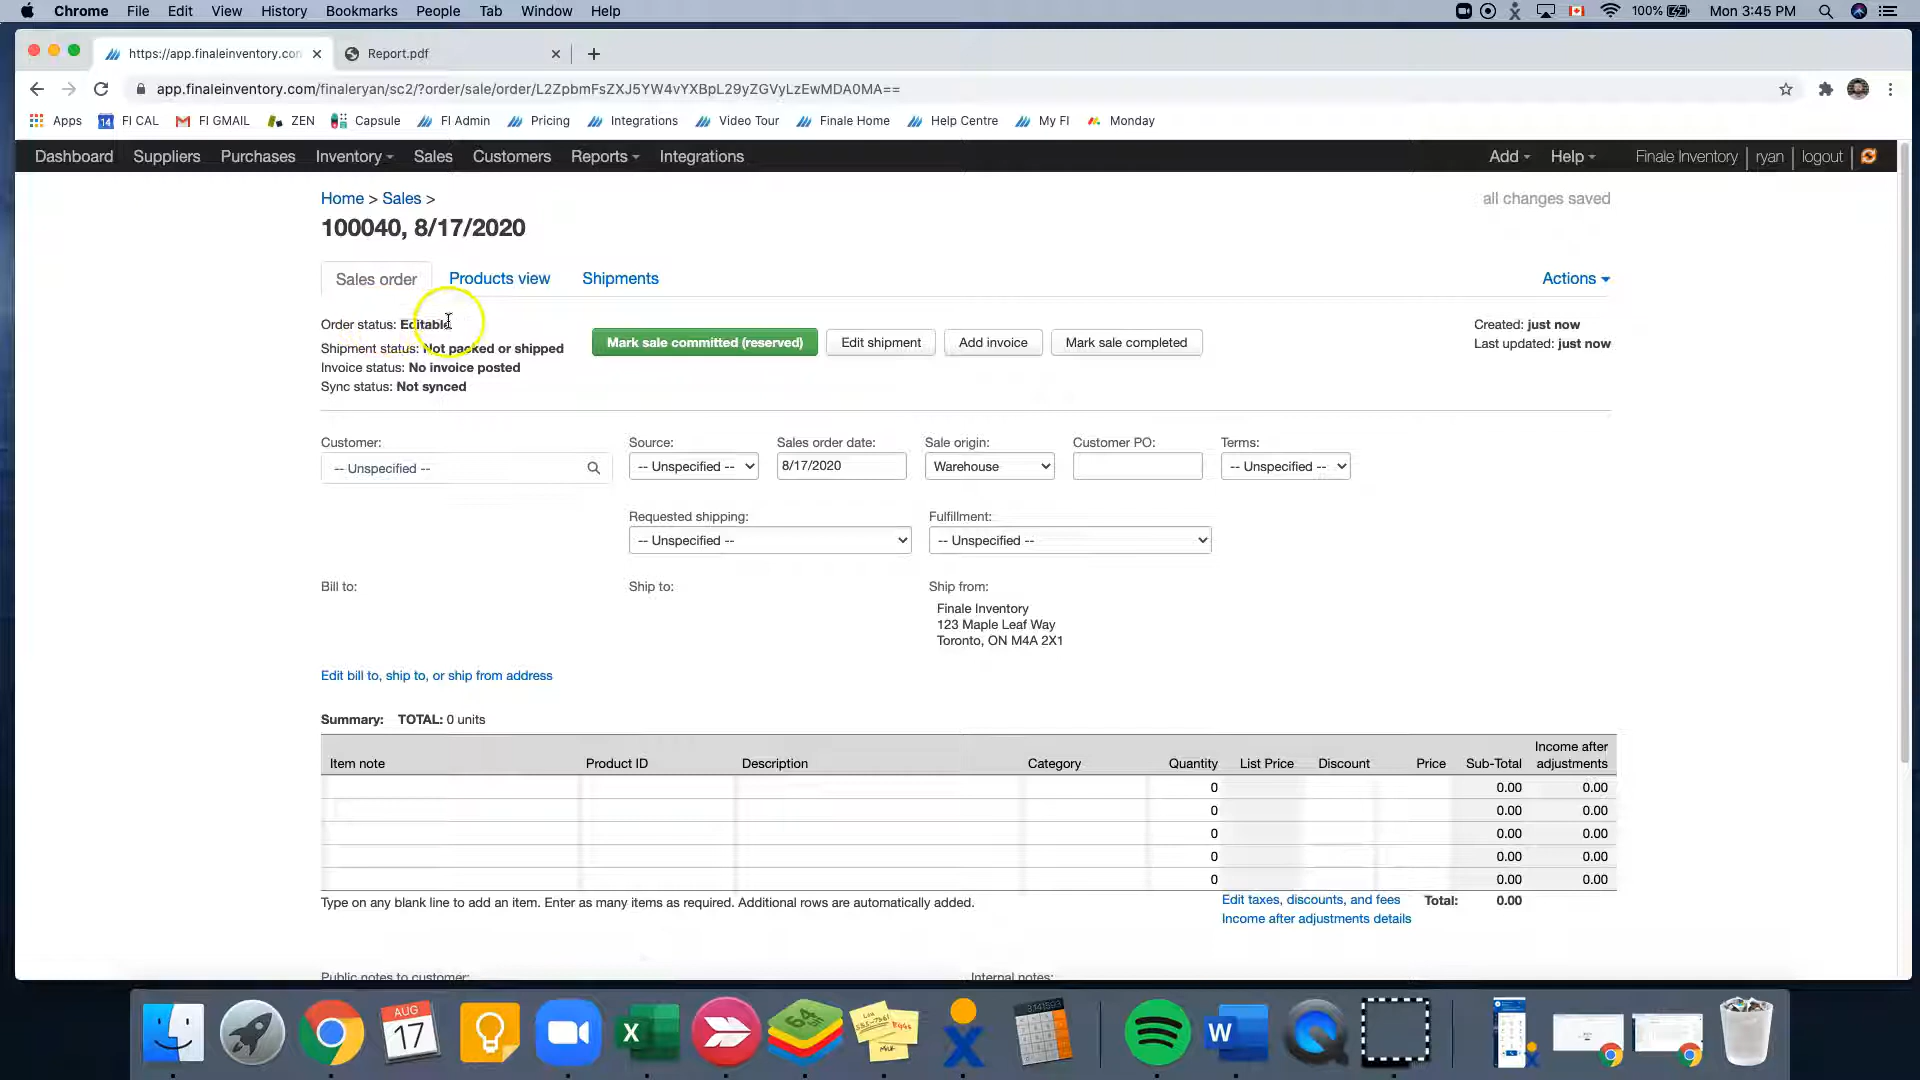 Chrome File Edit View History Bookmarks People Tab Window Help 100% Mon 3:45 PM
https://app.finaleinventory.con Report.pdf
app.finaleinventory.com/finaleryan/sc2/?order/sale/order/L2ZpbmFsZXJ5YW4vYXBpL29yZGVyLzEwMDA0MA==
Apps 14 FI CAL FI GMAIL ZEN Capsule FI Admin Pricing Integrations Video Tour Finale Home Help Centre My FI Monday
Dashboard Suppliers Purchases Inventory Sales Customers Reports Integrations Add Help Finale Inventory ryan logout
Home > Sales > all changes saved
100040, 8/17/2020
Sales order Products view Shipments Actions
Order status: Editable
Shipment status: Not packed or shipped
Invoice status: No invoice posted
Sync status: Not synced
Mark sale committed (reserved) Edit shipment Add invoice Mark sale completed
Created: just now
Last updated: just now
Customer: Source: Sales order date: Sale origin: Customer PO: Terms:
-- Unspecified -- -- Unspecified -- 8/17/2020 Warehouse -- Unspecified --
Requested shipping: Fulfillment:
-- Unspecified -- -- Unspecified --
Bill to: Ship to: Ship from:
Finale Inventory
123 Maple Leaf Way
Toronto, ON M4A 2X1
Edit bill to, ship to, or ship from address
Summary: TOTAL: 0 units
Item note Product ID Description Category Quantity List Price Discount Price Sub-Total Income after adjustments
0 0.00 0.00
0 0.00 0.00
0 0.00 0.00
0 0.00 0.00
0 0.00 0.00
Type on any blank line to add an item. Enter as many items as required. Additional rows are automatically added.
Edit taxes, discounts, and fees Total: 0.00
Income after adjustments details
Public notes to customer: Internal notes:
AUG
17
X
64
W